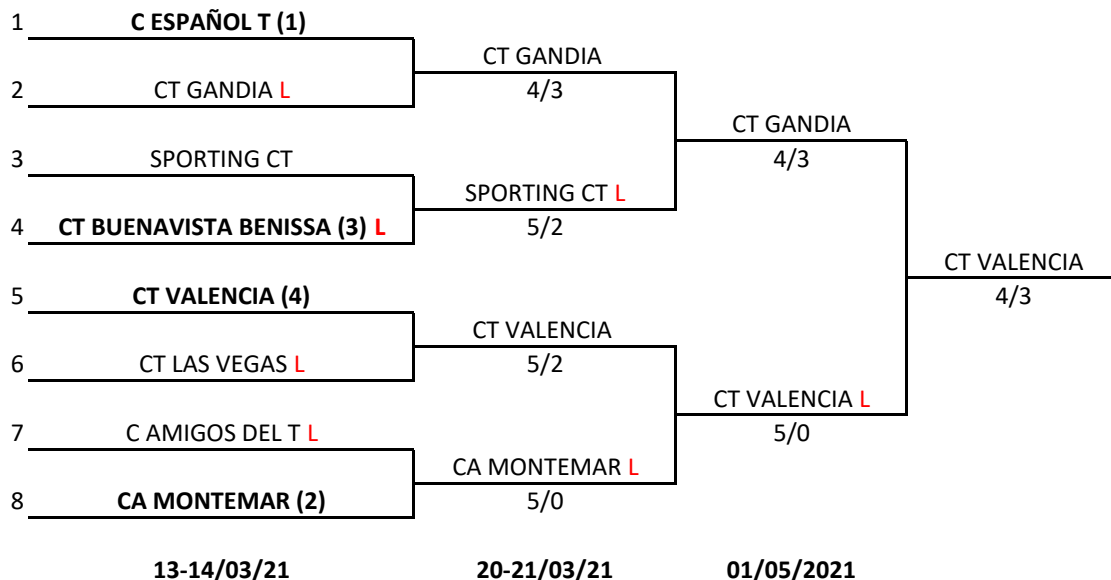 1 C ESPAÑOL T (1)
CT GANDIA
2 CT GANDIA L
4/3
CT GANDIA
3 SPORTING CT
4/3
SPORTING CT L
4 CT BUENAVISTA BENISSA (3) L
5/2
CT VALENCIA
5 CT VALENCIA (4)
4/3
CT VALENCIA
6 CT LAS VEGAS L
5/2
CT VALENCIA L
7 C AMIGOS DEL T L
5/0
CA MONTEMAR L
8 CA MONTEMAR (2)
5/0
13-14/03/21 20-21/03/21 01/05/2021